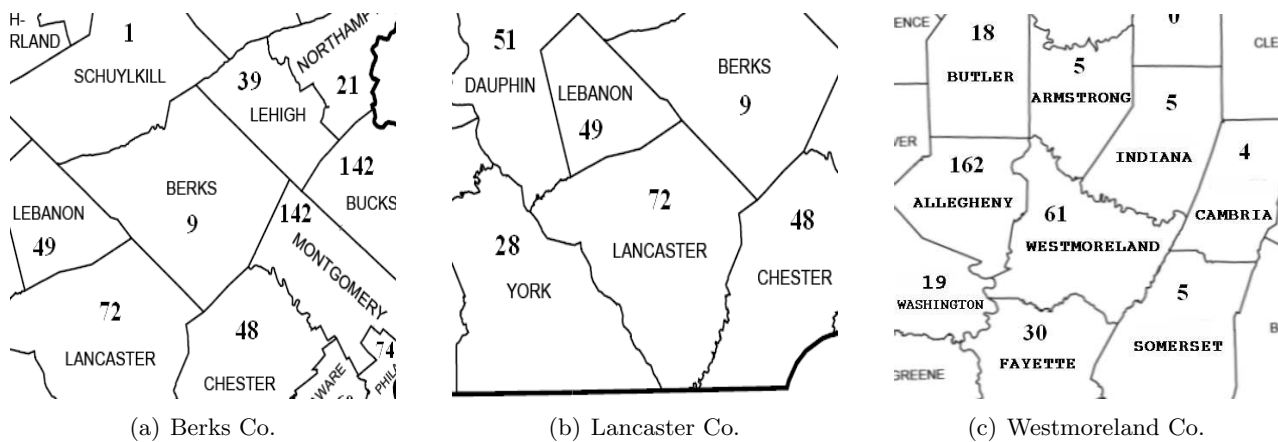 H-
RLAND
1
SCHUYLKILL
39
LEHIGH
NORTHAMP
21
142
BUCKS
BERKS
9
142
MONTGOMERY
LEBANON
49
72
LANCASTER
48
CHESTER
AWARE
74
PHILA
(a) Berks Co.
51
DAUPHIN
LEBANON
49
BERKS
9
72
LANCASTER
48
CHESTER
28
YORK
(b) Lancaster Co.
ENCE
18
BUTLER
0
CLE
5
ARMSTRONG
5
INDIANA
VER
162
ALLEGHENY
4
CAMBRIA
61
WESTMORELAND
19
WASHINGTON
5
SOMERSET
30
FAYETTE
GREENE
B
(c) Westmoreland Co.